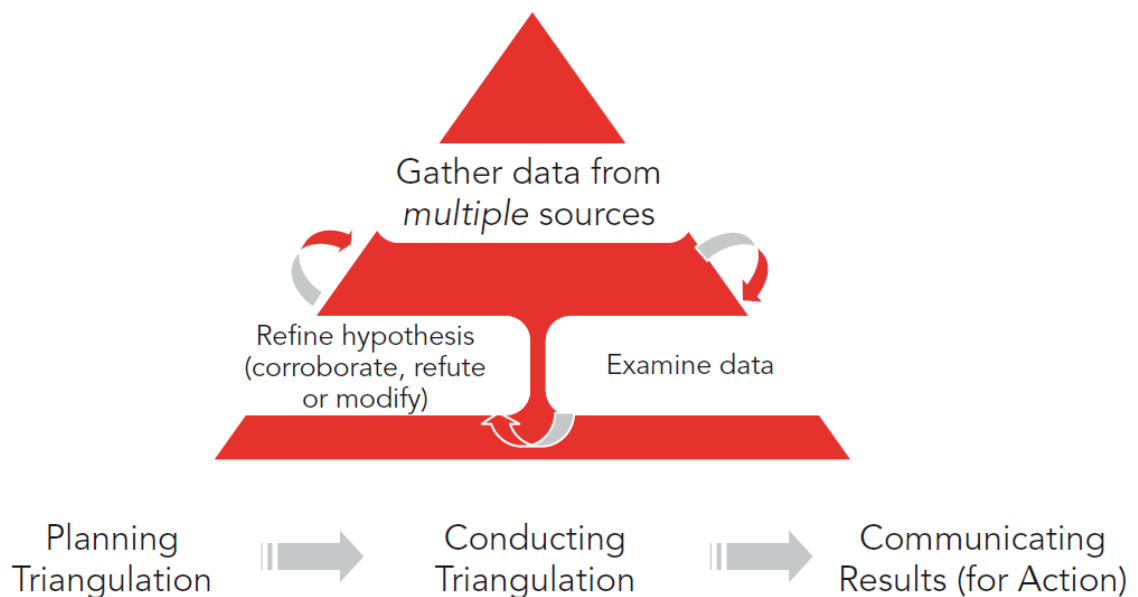 Gather data from
multiple sources
Refine hypothesis
(corroborate, refute
or modify)
Examine data
Planning
Triangulation
Conducting
Triangulation
Communicating
Results (for Action)